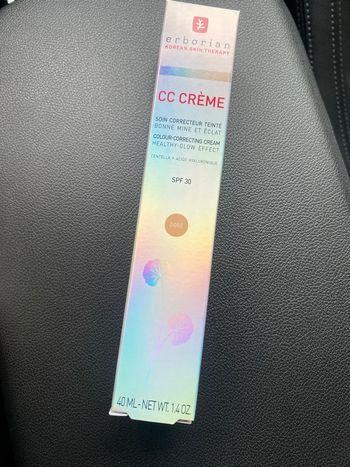 erborian
KOREAN SKIN THERAPY
CC CRÈME
SOIN CORRECTEUR TEINTÉ
BONNE MINE ET ÉCLAT
COLOUR-CORRECTING CREAM
HEALTHY-GLOW EFFECT
CENTELLA + ACIDE HYALURONIQUE
SPF 30
DORÉ
40 ML - NET WT. 1.4 OZ